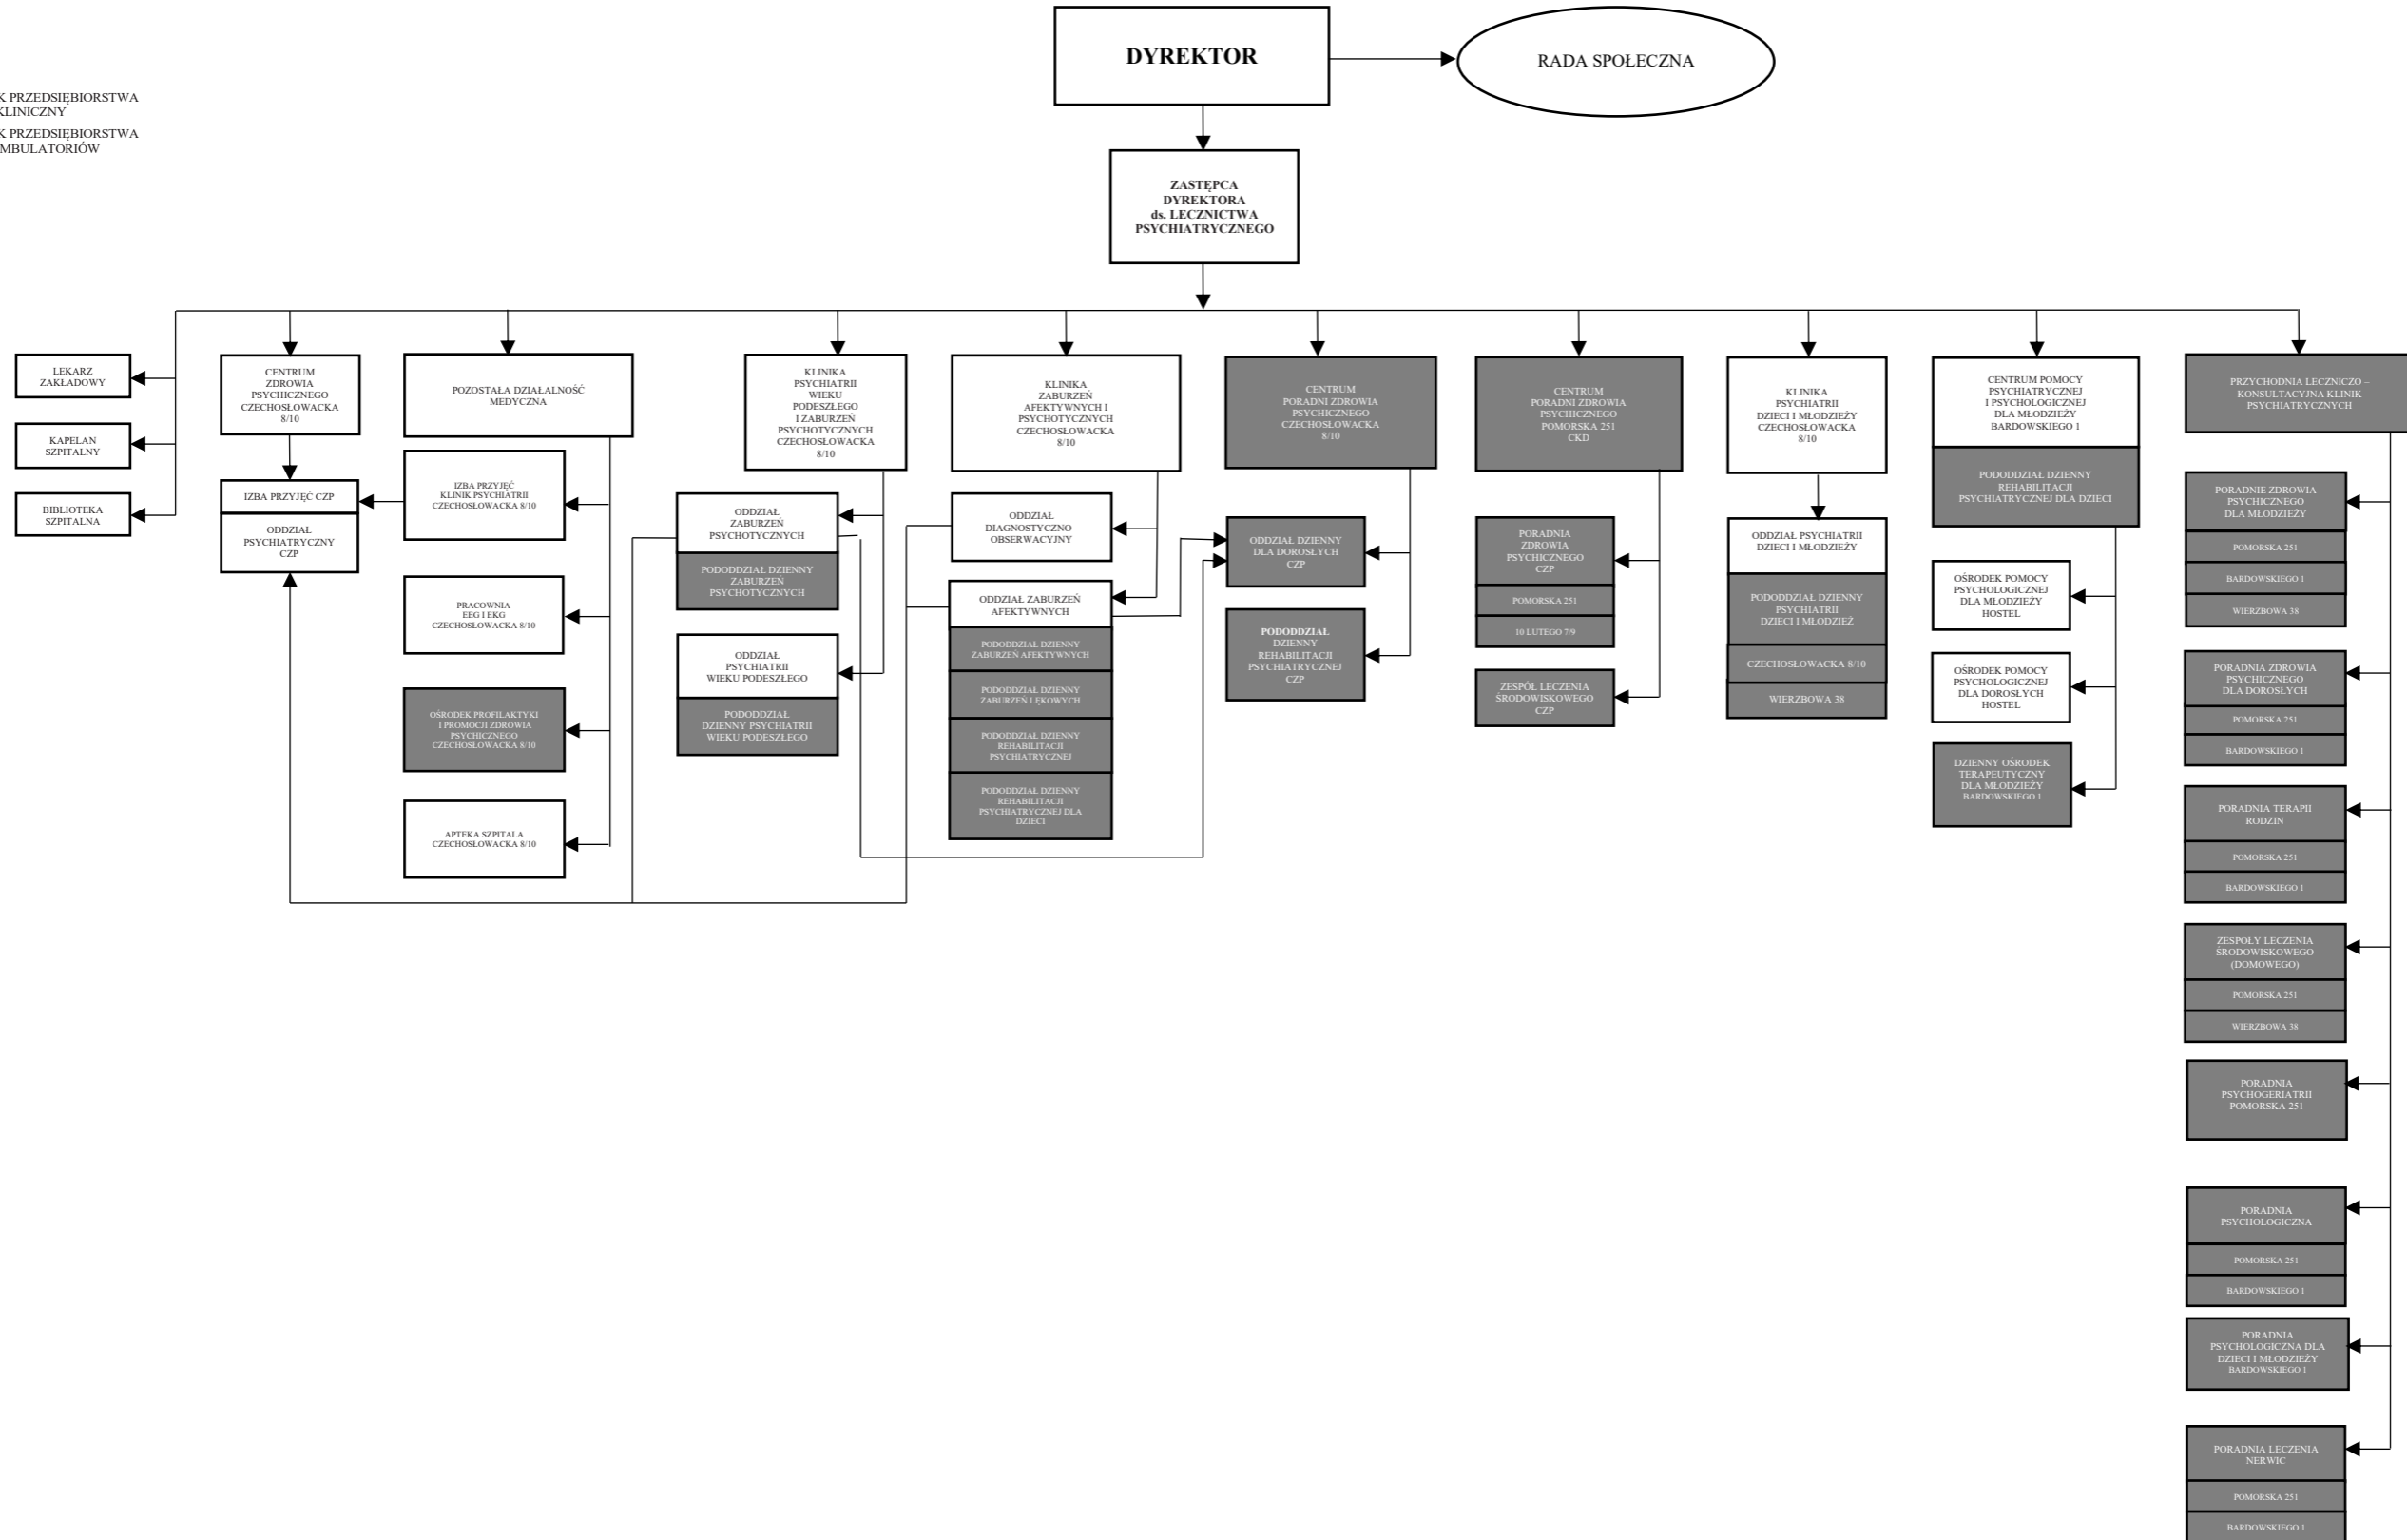 DYREKTOR
RADA SPOŁECZNA
K PRZEDSIĘBIORSTWA
KLINICZNY
K PRZEDSIĘBIORSTWA
MBULATORIÓW
ZASTĘPCA
DYREKTORA
ds. LECZNICTWA
PSYCHIATRYCZNEGO
LEKARZ
ZAKŁADOWY
KAPELAN
SZPITALNY
BIBLIOTEKA
SZPITALNA
CENTRUM
ZDROWIA
PSYCHICZNEGO
CZECHOSŁOWACKA
8/10
IZBA PRZYJĘĆ CZP
ODDZIAŁ
PSYCHIATRYCZNY
CZP
POZOSTAŁA DZIAŁALNOŚĆ
MEDYCZNA
IZBA PRZYJĘĆ
KLINIK PSYCHIATRII
CZECHOSŁOWACKA 8/10
PRACOWNIA
EEG I EKG
CZECHOSŁOWACKA 8/10
OŚRODEK PROFILAKTYKI
I PROMOCJI ZDROWIA
PSYCHICZNEGO
CZECHOSŁOWACKA 8/10
APTEKA SZPITALA
CZECHOSŁOWACKA 8/10
KLINIKA
PSYCHIATRII
WIEKU
PODESZŁEGO
I ZABURZEŃ
PSYCHOTYCZNYCH
CZECHOSŁOWACKA
8/10
ODDZIAŁ
ZABURZEŃ
PSYCHOTYCZNYCH
PODODDZIAŁ DZIENNY
ZABURZEŃ
PSYCHOTYCZNYCH
ODDZIAŁ
PSYCHIATRII
WIEKU PODESZŁEGO
PODODDZIAŁ
DZIENNY PSYCHIATRII
WIEKU PODESZŁEGO
KLINIKA
ZABURZEŃ
AFEKTYWNYCH I
PSYCHOTYCZNYCH
CZECHOSŁOWACKA
8/10
ODDZIAŁ
DIAGNOSTYCZNO -
OBSERWACYJNY
ODDZIAŁ ZABURZEŃ
AFEKTYWNYCH
PODODDZIAŁ DZIENNY
ZABURZEŃ AFEKTYWNYCH
PODODDZIAŁ DZIENNY
ZABURZEŃ LĘKOWYCH
PODODDZIAŁ DZIENNY
REHABILITACJI
PSYCHIATRYCZNEJ
PODODDZIAŁ DZIENNY
REHABILITACJI
PSYCHIATRYCZNEJ DLA
DZIECI
CENTRUM
PORADNI ZDROWIA
PSYCHICZNEGO
CZECHOSŁOWACKA
8/10
ODDZIAŁ DZIENNY
DLA DOROSŁYCH
CZP
PODODDZIAŁ
DZIENNY
REHABILITACJI
PSYCHIATRYCZNEJ
CZP
CENTRUM
PORADNI ZDROWIA
PSYCHICZNEGO
POMORSKA 251
CKD
PORADNIA
ZDROWIA
PSYCHICZNEGO
CZP
POMORSKA 251
10 LUTEGO 7/9
ZESPÓŁ LECZENIA
ŚRODOWISKOWEGO
CZP
KLINIKA
PSYCHIATRII
DZIECI I MŁODZIEŻY
CZECHOSŁOWACKA
8/10
ODDZIAŁ PSYCHIATRII
DZIECI I MŁODZIEŻY
PODODDZIAŁ DZIENNY
PSYCHIATRII
DZIECI I MŁODZIEŻ
CZECHOSŁOWACKA 8/10
WIERZBOWA 38
CENTRUM POMOCY
PSYCHIATRYCZNEJ
I PSYCHOLOGICZNEJ
DLA MŁODZIEŻY
BARDOWSKIEGO 1
PODODDZIAŁ DZIENNY
REHABILITACJI
PSYCHIATRYCZNEJ DLA DZIECI
OŚRODEK POMOCY
PSYCHOLOGICZNEJ
DLA MŁODZIEŻY
HOSTEL
OŚRODEK POMOCY
PSYCHOLOGICZNEJ
DLA DOROSŁYCH
HOSTEL
DZIENNY OŚRODEK
TERAPEUTYCZNY
DLA MŁODZIEŻY
BARDOWSKIEGO 1
PRZYCHODNIA LECZNICZO –
KONSULTACYJNA KLINIK
PSYCHIATRYCZNYCH
PORADNIE ZDROWIA
PSYCHICZNEGO
DLA MŁODZIEŻY
POMORSKA 251
BARDOWSKIEGO 1
WIERZBOWA 38
PORADNIA ZDROWIA
PSYCHICZNEGO
DLA DOROSŁYCH
POMORSKA 251
BARDOWSKIEGO 1
PORADNIA TERAPII
RODZIN
POMORSKA 251
BARDOWSKIEGO 1
ZESPOŁY LECZENIA
ŚRODOWISKOWEGO
(DOMOWEGO)
POMORSKA 251
WIERZBOWA 38
PORADNIA
PSYCHOGERIATRII
POMORSKA 251
PORADNIA
PSYCHOLOGICZNA
POMORSKA 251
BARDOWSKIEGO 1
PORADNIA
PSYCHOLOGICZNA DLA
DZIECI I MŁODZIEŻY
BARDOWSKIEGO 1
PORADNIA LECZENIA
NERWIC
POMORSKA 251
BARDOWSKIEGO 1